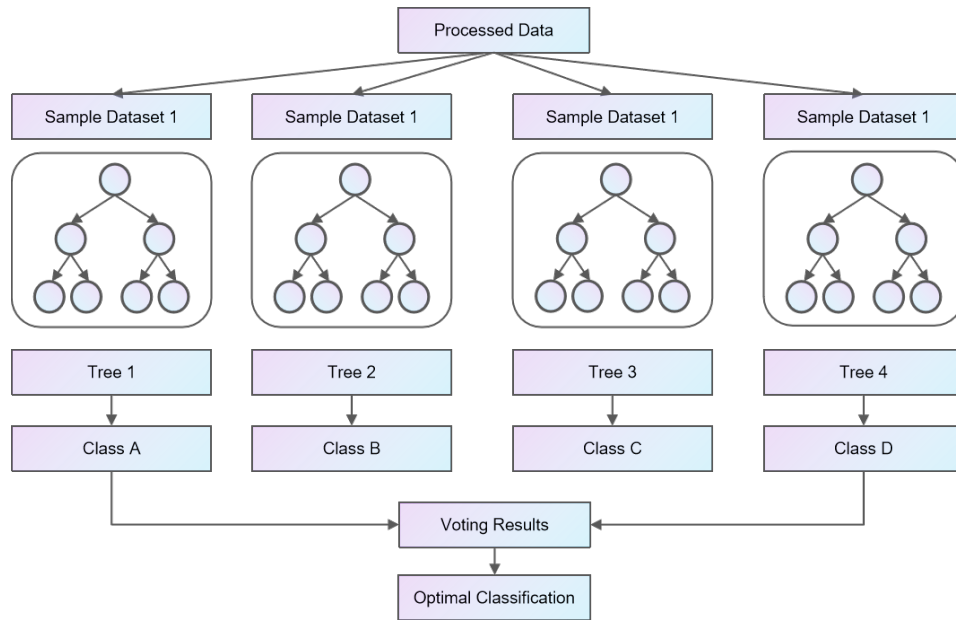 Processed Data
Sample Dataset 1
Sample Dataset 1
Sample Dataset 1
Sample Dataset 1
Tree 1
Tree 2
Tree 3
Tree 4
Class A
Class B
Class C
Class D
Voting Results
Optimal Classification